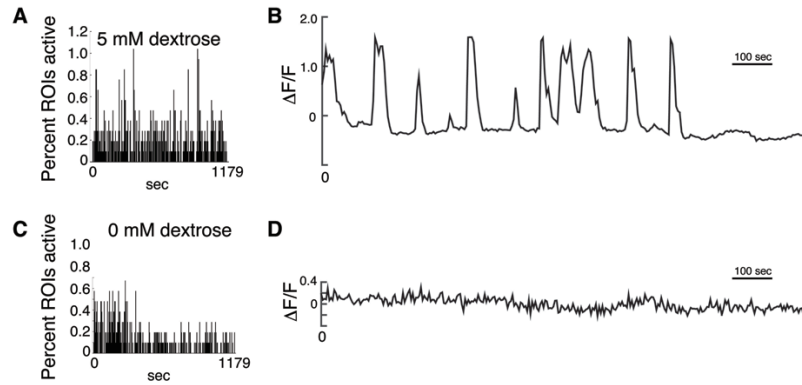 A
5 mM dextrose
Percent ROIs active
1.2
1.0
0.8
0.6
0.4
0.2
0
0
1179
sec
B
ΔF/F
2.0
1.0
0
0
100 sec
C
0 mM dextrose
Percent ROIs active
1.0
0.8
0.6
0.4
0.2
0
0
1179
sec
D
ΔF/F
0.4
0
0
100 sec